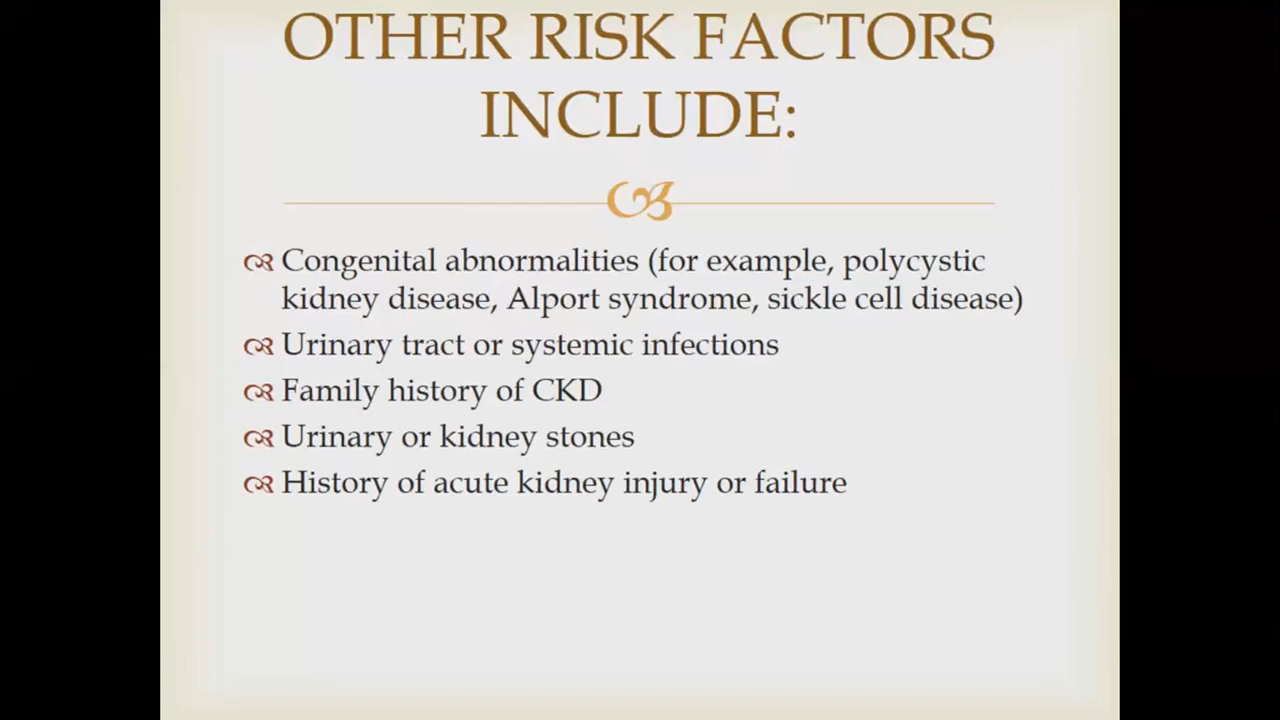 OTHER RISK FACTORS
INCLUDE:
Congenital abnormalities (for example, polycystic
kidney disease, Alport syndrome, sickle cell disease)
Urinary tract or systemic infections
Family history of CKD
Urinary or kidney stones
History of acute kidney injury or failure